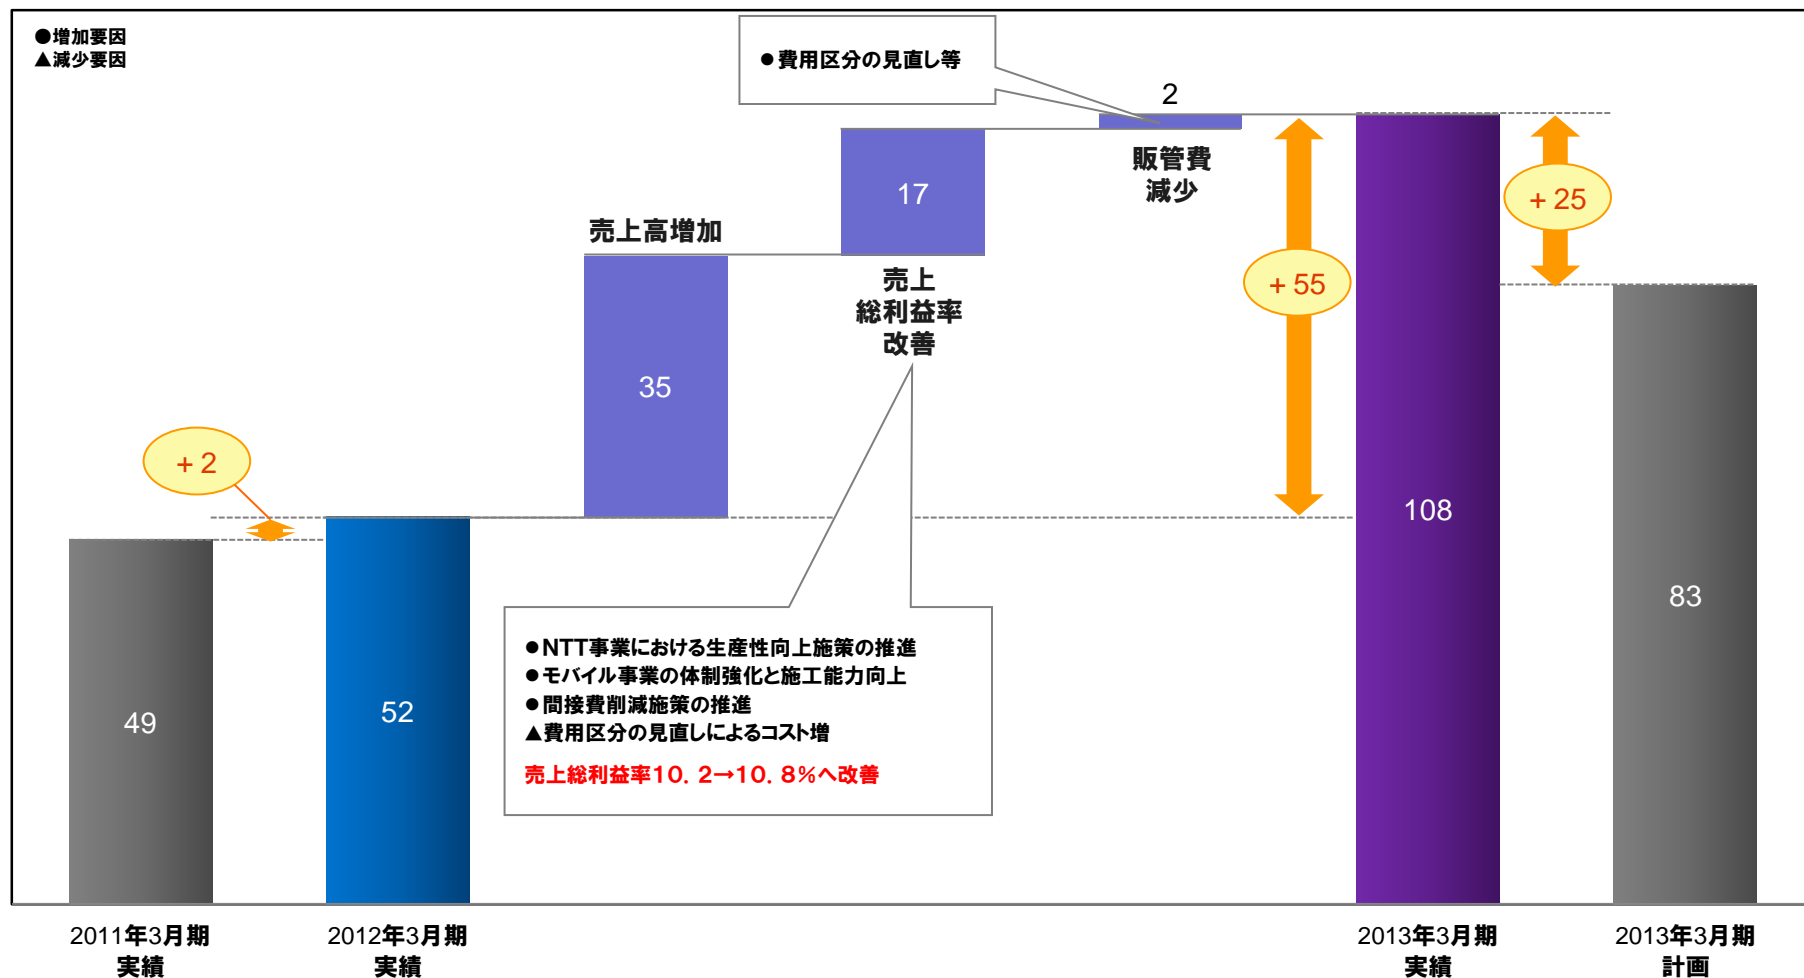 ●増加要因
▲減少要因
●費用区分の見直し等
2
販管費
減少
17
売上
総利益率
改善
売上高増加
35
+ 2
+ 55
+ 25
49
52
108
83
●NTT事業における生産性向上施策の推進
●モバイル事業の体制強化と施工能力向上
●間接費削減施策の推進
▲費用区分の見直しによるコスト増
売上総利益率10．2→10．8％へ改善
2011年3月期
実績
2012年3月期
実績
2013年3月期
実績
2013年3月期
計画